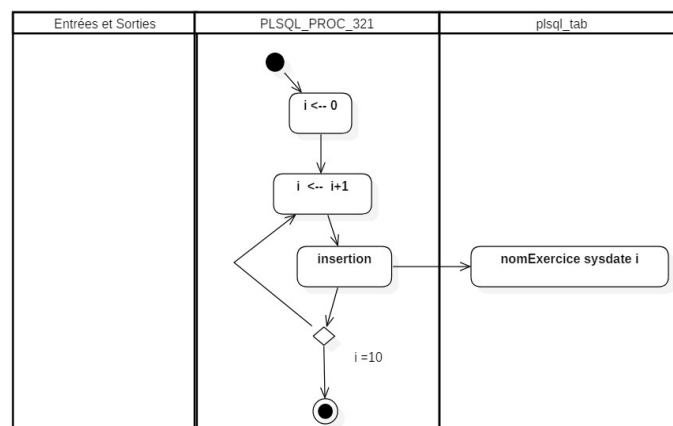 Entrées et Sorties
PLSQL_PROC_321
plsql_tab
i <-- 0
i <-- i+1
insertion
nomExercice sysdate i
i =10